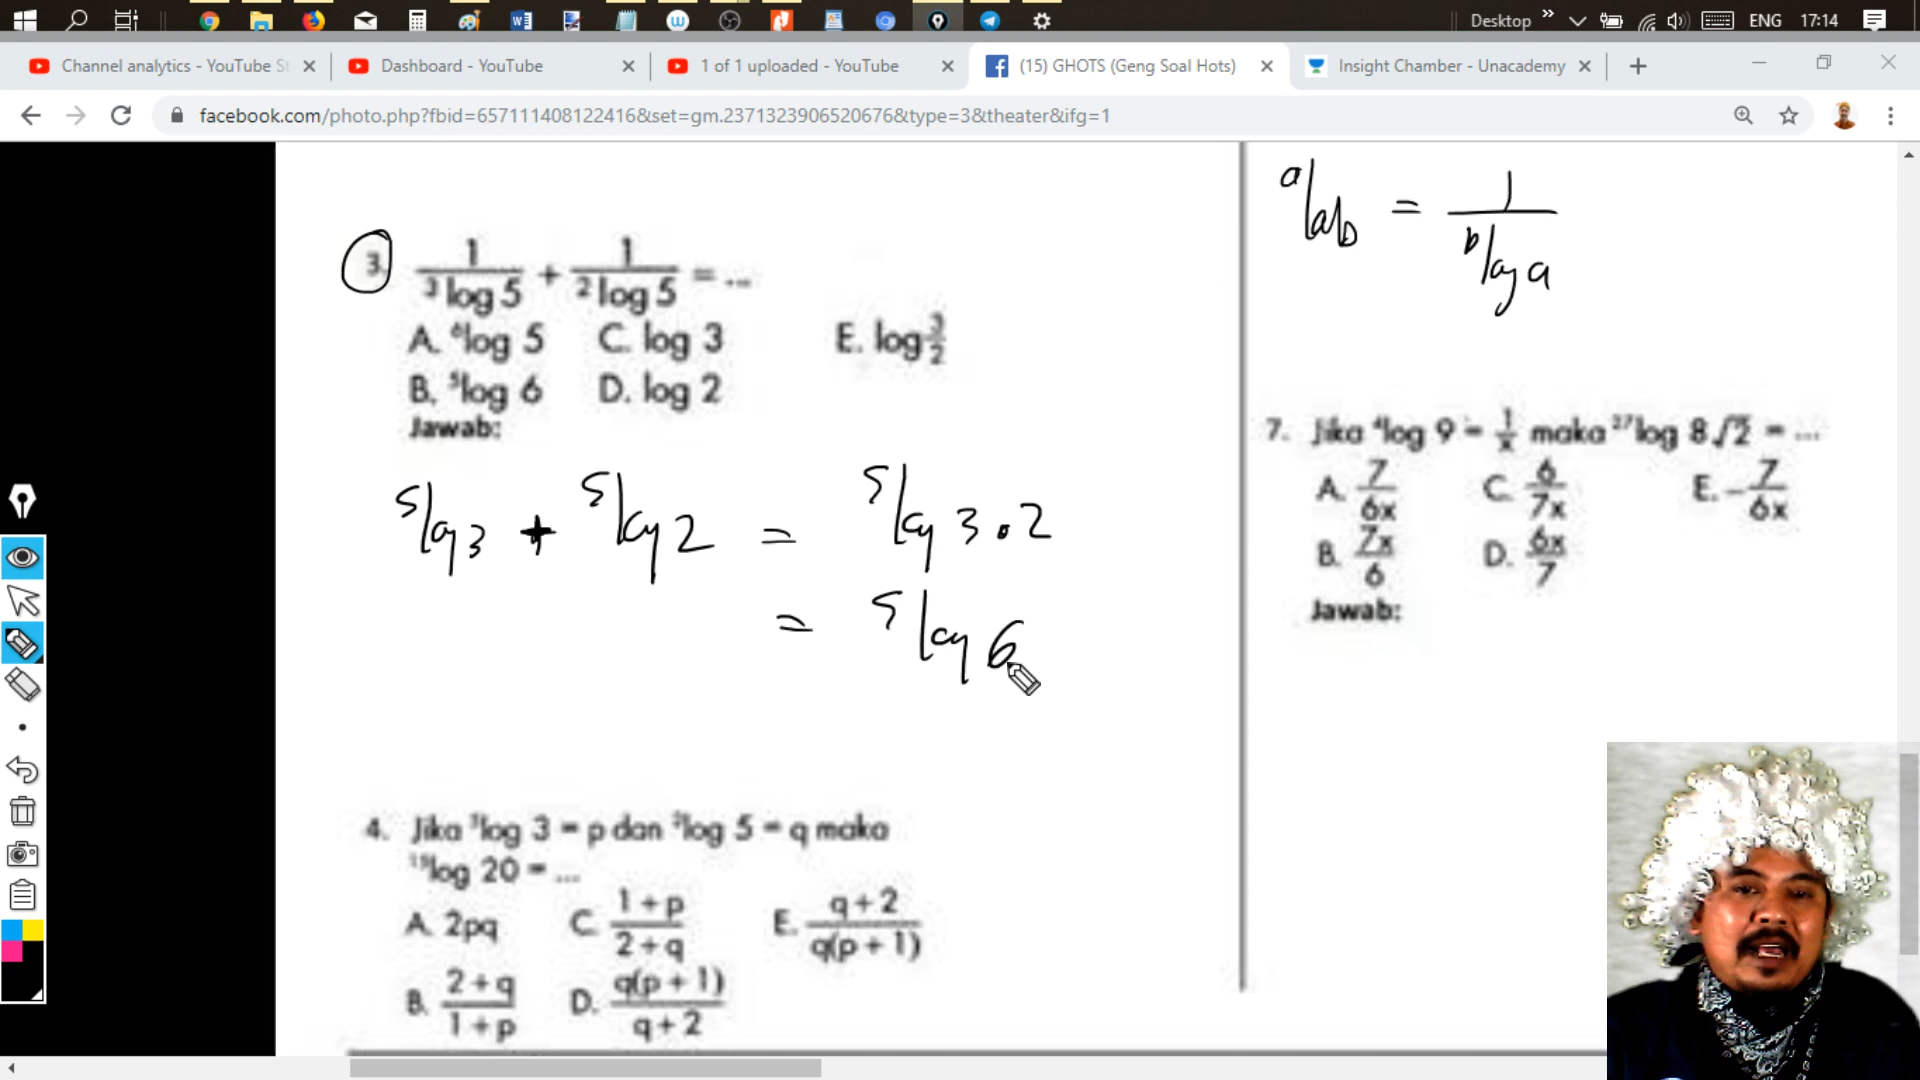 Desktop » ENG 17:14
Channel analytics - YouTube St
Dashboard - YouTube
1 of 1 uploaded - YouTube
(15) GHOTS (Geng Soal Hots)
Insight Chamber - Unacademy
facebook.com/photo.php?fbid=657111408122416&set=gm.2371323906520676&type=3&theater&ifg=1
3. 1/³log 5 + 1/²log 5 = ...
A. ⁶log 5 C. log 3 E. log 3/2
B. ⁵log 6 D. log 2
Jawab:
⁵log 3 + ⁵log 2 = ⁵log 3 . 2
= ⁵log 6
4. Jika ³log 3 = p dan ²log 5 = q maka
¹⁵log 20 = ...
A. 2pq C. 1 + p/2 + q E. q + 2/q(p + 1)
B. 2 + q/1 + p D. q(p + 1)/q + 2
ᵃlog b = 1/ᵇlog a
7. Jika ⁴log 9 = 1/x maka ²⁷log 8√2 = ...
A. 7/6x C. 6/7x E. -7/6x
B. 7x/6 D. 6x/7
Jawab: